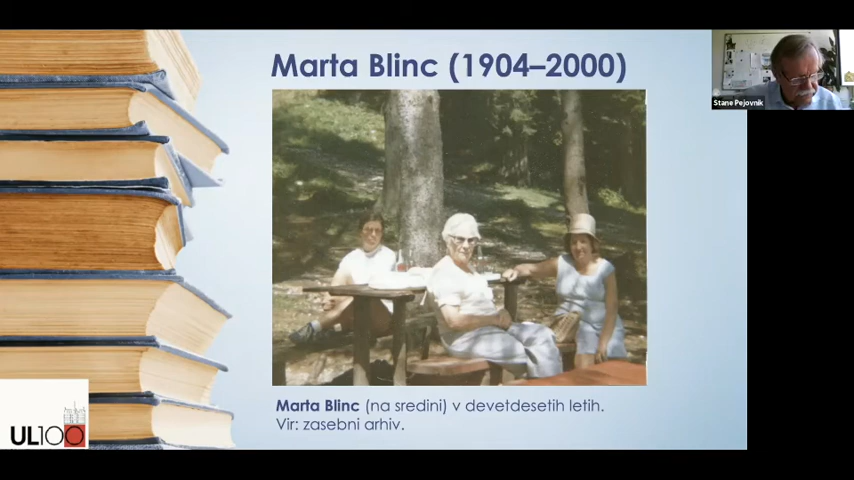 Marta Blinc (1904–2000)
Stane Pejovnik
Marta Blinc (na sredini) v devetdesetih letih.
Vir: zasebni arhiv.
UL100